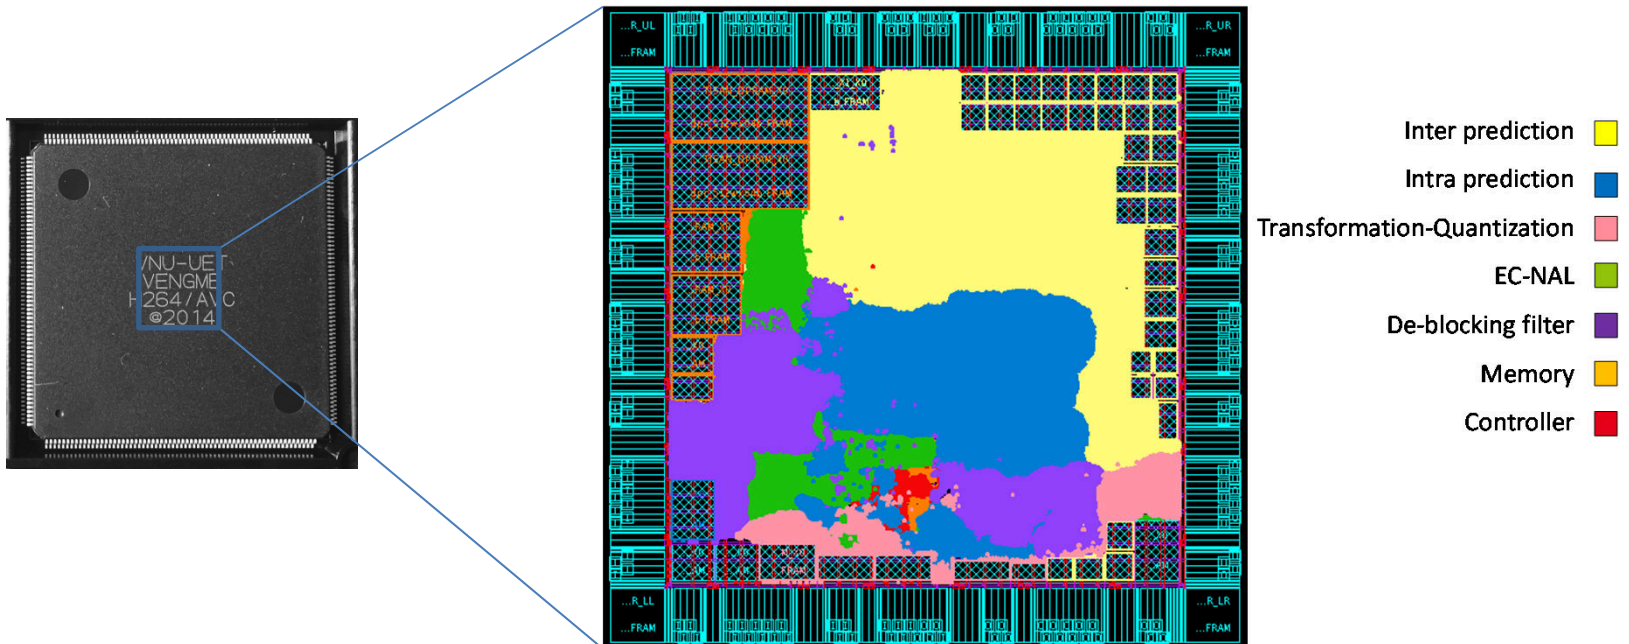 VNU-UET
VENGME
H264/AVC
©2014
...R_UL
...FRAM
...R_UR
...FRAM
...R_LL
...FRAM
...R_LR
...FRAM
Inter prediction
Intra prediction
Transformation-Quantization
EC-NAL
De-blocking filter
Memory
Controller